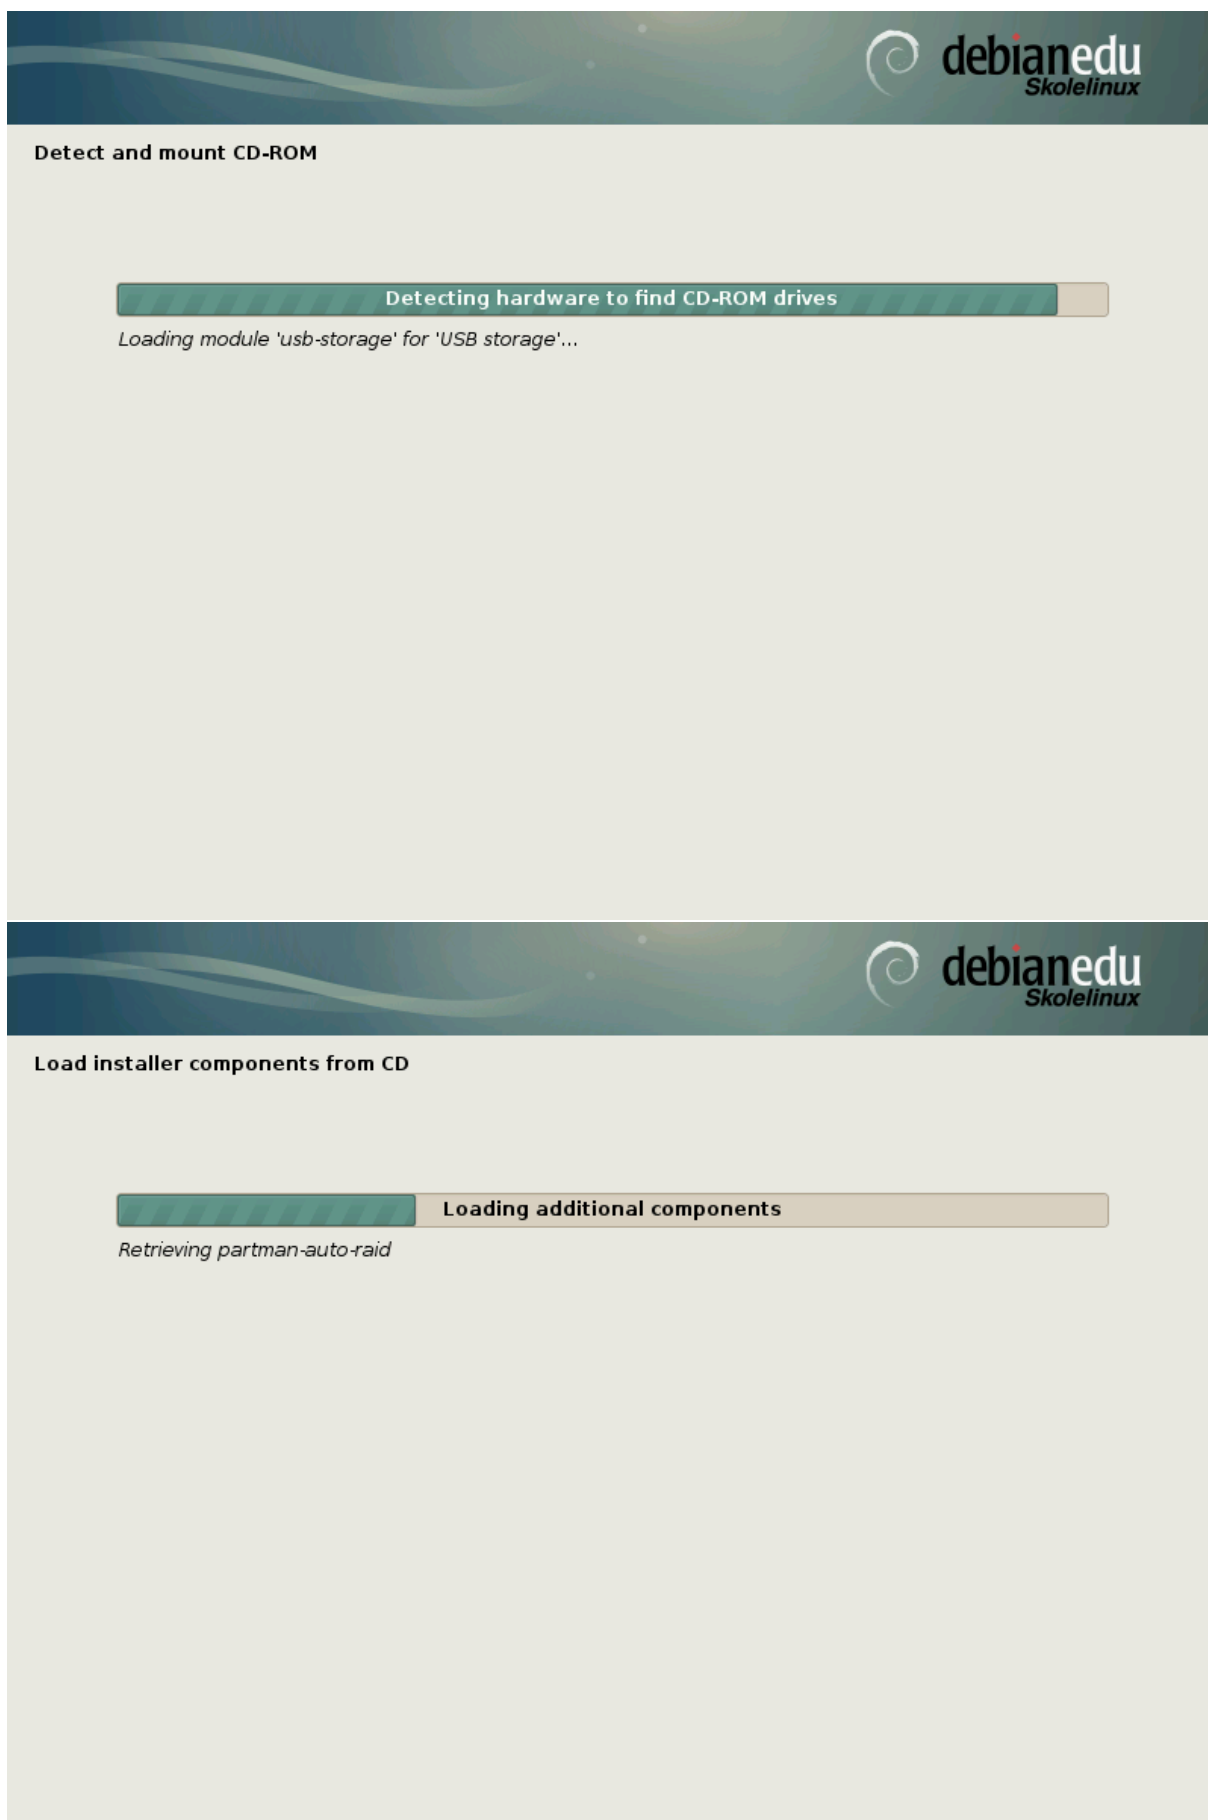 debianedu
Skolelinux
Detect and mount CD-ROM
Detecting hardware to find CD-ROM drives
Loading module 'usb-storage' for 'USB storage'...
debianedu
Skolelinux
Load installer components from CD
Loading additional components
Retrieving partman-auto-raid